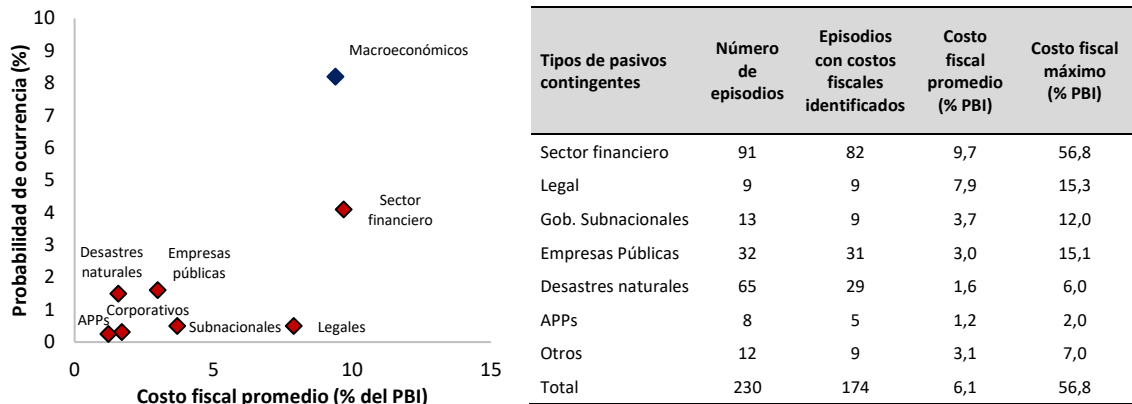 10
9
8
7
6
5
4
3
2
1
0
Probabilidad de ocurrencia (%)
Macroeconómicos
Sector
financiero
Desastres
naturales
Empresas
públicas
Corporativos
APPs
Subnacionales
Legales
0 5 10 15
Costo fiscal promedio (% del PBI)
Tipos de pasivos
contingentes
Número
de
episodios
Episodios
con costos
fiscales
identificados
Costo
fiscal
promedio
(% PBI)
Costo fiscal
máximo
(% PBI)
Sector financiero 91 82 9,7 56,8
Legal 9 9 7,9 15,3
Gob. Subnacionales 13 9 3,7 12,0
Empresas Públicas 32 31 3,0 15,1
Desastres naturales 65 29 1,6 6,0
APPs 8 5 1,2 2,0
Otros 12 9 3,1 7,0
Total 230 174 6,1 56,8